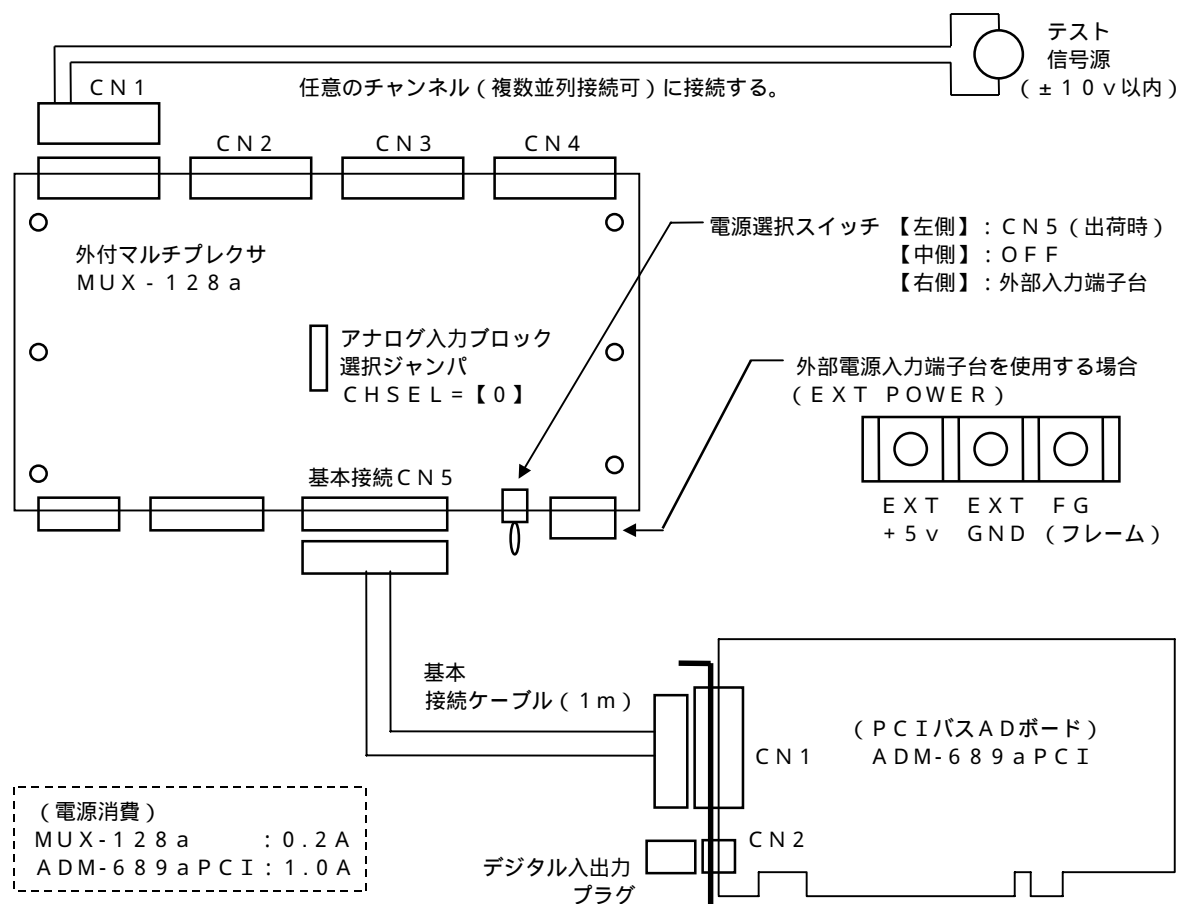 テスト
信号源
(±10v以内)
CN1
任意のチャンネル(複数並列接続可)に接続する。
CN2
CN3
CN4
電源選択スイッチ 【左側】:CN5(出荷時)
【中側】:OFF
【右側】:外部入力端子台
外付マルチプレクサ
MUX-128a
アナログ入力ブロック
選択ジャンパ
CHSEL=【0】
外部電源入力端子台を使用する場合
(EXT POWER)
EXT EXT FG
+5v GND (フレーム)
基本接続CN5
基本
接続ケーブル(1m)
(PCIバスADボード)
ADM-689aPCI
CN1
CN2
(電源消費)
MUX-128a :0.2A
ADM-689aPCI:1.0A
デジタル入出力
プラグ